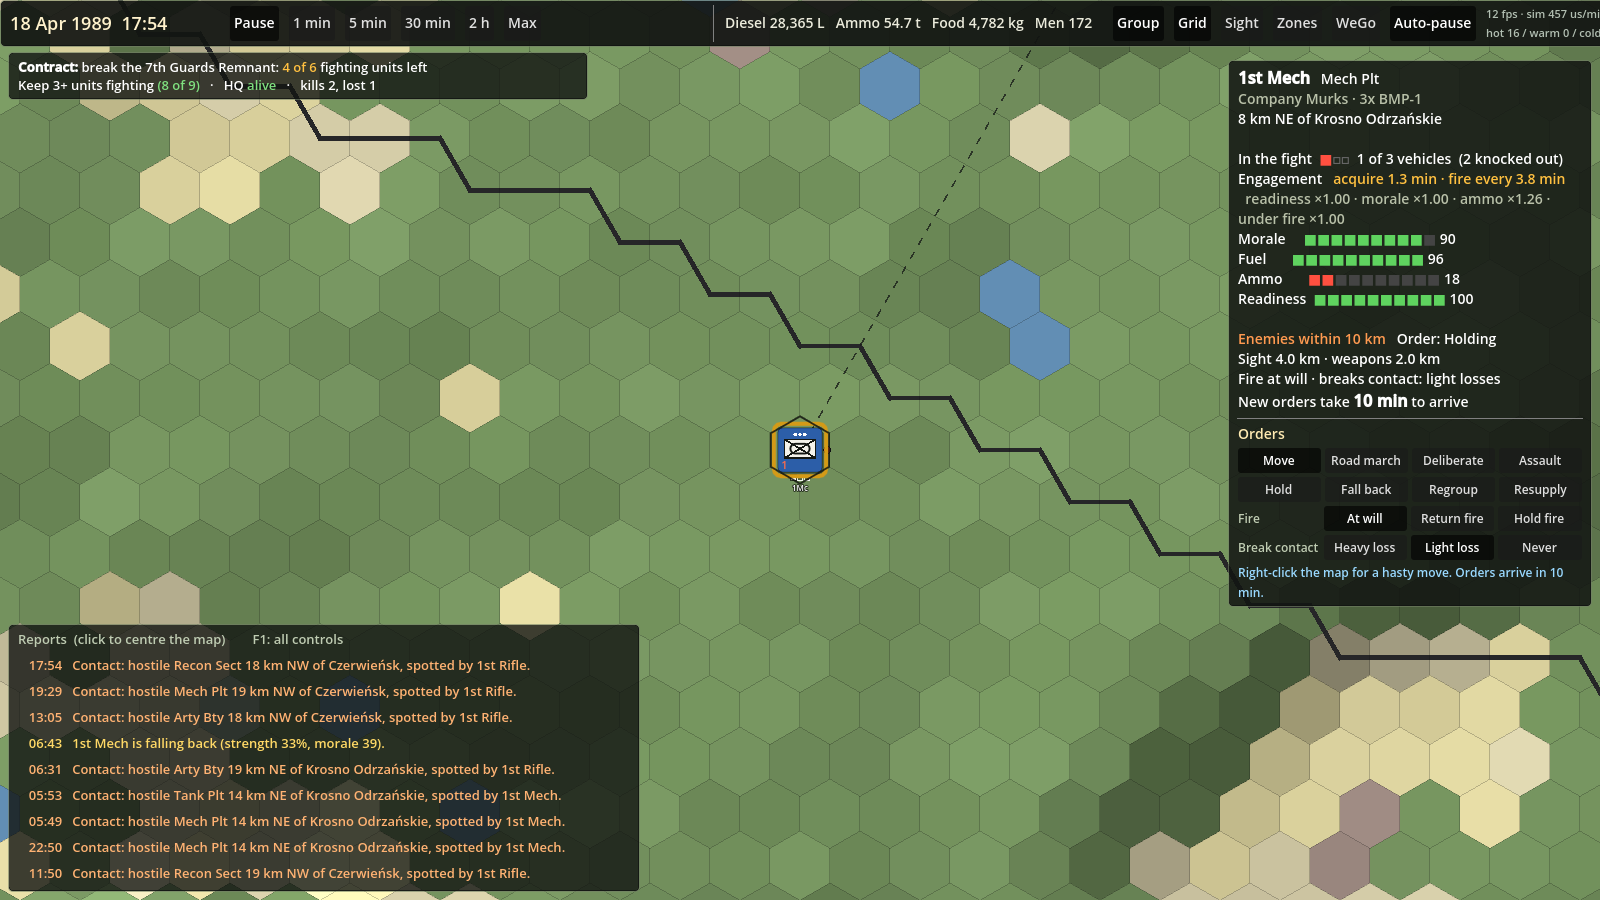 18 Apr 1989 17:54 Pause 1 min 5 min 30 min 2 h Max Diesel 28,365 L Ammo 54.7 t Food 4,782 kg Men 172 Group Grid Sight Zones WeGo Auto-pause
12 fps · sim 457 us/mi
hot 16 / warm 0 / cold
Contract: break the 7th Guards Remnant: 4 of 6 fighting units left
Keep 3+ units fighting (8 of 9) · HQ alive · kills 2, lost 1
1st Mech Mech Plt
Company Murks · 3x BMP-1
8 km NE of Krosno Odrzańskie
In the fight 1 of 3 vehicles (2 knocked out)
Engagement acquire 1.3 min · fire every 3.8 min
readiness ×1.00 · morale ×1.00 · ammo ×1.26 ·
under fire ×1.00
Morale 90
Fuel 96
Ammo 18
Readiness 100
Enemies within 10 km Order: Holding
Sight 4.0 km · weapons 2.0 km
Fire at will · breaks contact: light losses
New orders take 10 min to arrive
Orders
Move Road march Deliberate Assault
Hold Fall back Regroup Resupply
Fire At will Return fire Hold fire
Break contact Heavy loss Light loss Never
Right-click the map for a hasty move. Orders arrive in 10
min.
1
1Mc
Reports (click to centre the map) F1: all controls
17:54 Contact: hostile Recon Sect 18 km NW of Czerwieńsk, spotted by 1st Rifle.
19:29 Contact: hostile Mech Plt 19 km NW of Czerwieńsk, spotted by 1st Rifle.
13:05 Contact: hostile Arty Bty 18 km NW of Czerwieńsk, spotted by 1st Rifle.
06:43 1st Mech is falling back (strength 33%, morale 39).
06:31 Contact: hostile Arty Bty 19 km NE of Krosno Odrzańskie, spotted by 1st Rifle.
05:53 Contact: hostile Tank Plt 14 km NE of Krosno Odrzańskie, spotted by 1st Mech.
05:49 Contact: hostile Mech Plt 14 km NE of Krosno Odrzańskie, spotted by 1st Mech.
22:50 Contact: hostile Mech Plt 14 km NE of Krosno Odrzańskie, spotted by 1st Mech.
11:50 Contact: hostile Recon Sect 19 km NW of Czerwieńsk, spotted by 1st Rifle.